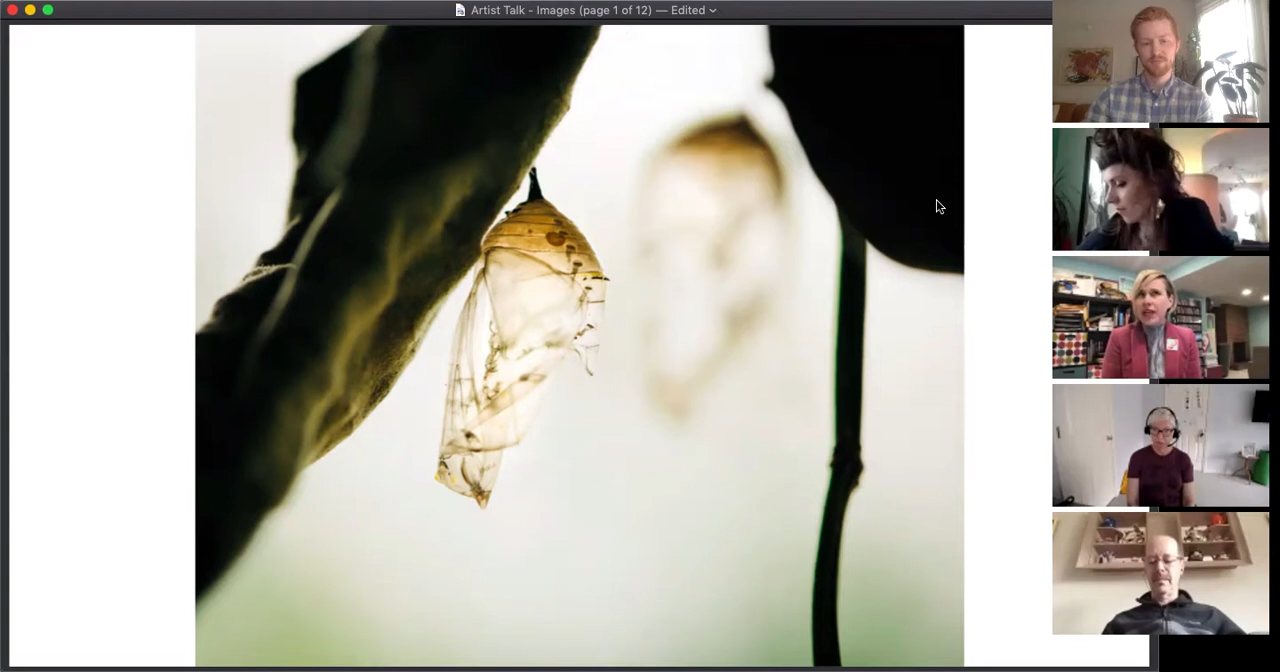 Artist Talk - Images (page 1 of 12) — Edited